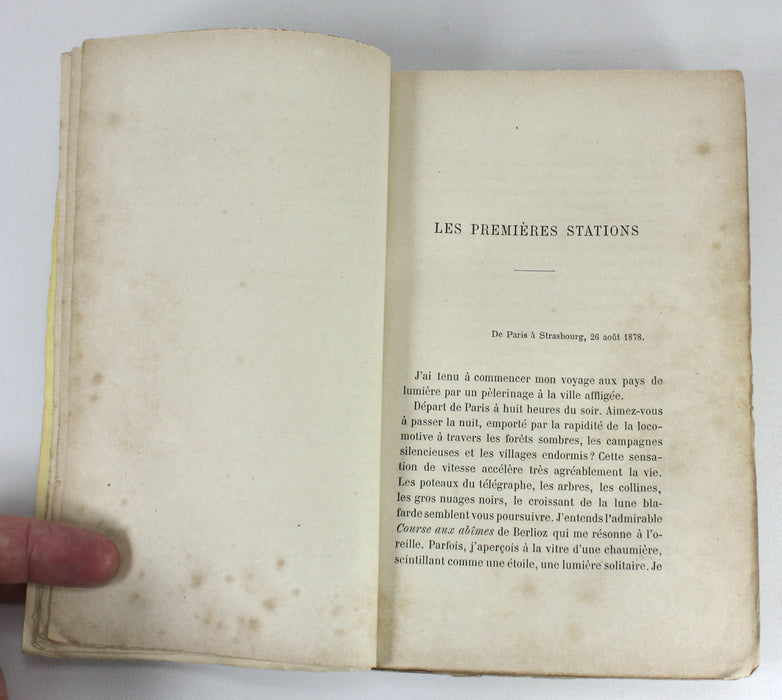 LES PREMIÈRES STATIONS
De Paris à Strasbourg, 26 août 1878.
J'ai tenu à commencer mon voyage aux pays de
lumière par un pèlerinage à la ville affligée.
Départ de Paris à huit heures du soir. Aimez-vous
à passer la nuit, emporté par la rapidité de la loco-
motive à travers les forêts sombres, les campagnes
silencieuses et les villages endormis? Cette sensa-
tion de vitesse accélère très agréablement la vie.
Les poteaux du télégraphe, les arbres, les collines,
les gros nuages noirs, le croissant de la lune bla-
farde semblent vous poursuivre. J'entends l'admirable
Course aux abîmes de Berlioz qui me résonne à l'o-
reille. Parfois, j'aperçois à la vitre d'une chaumière,
scintillant comme une étoile, une lumière solitaire. Je